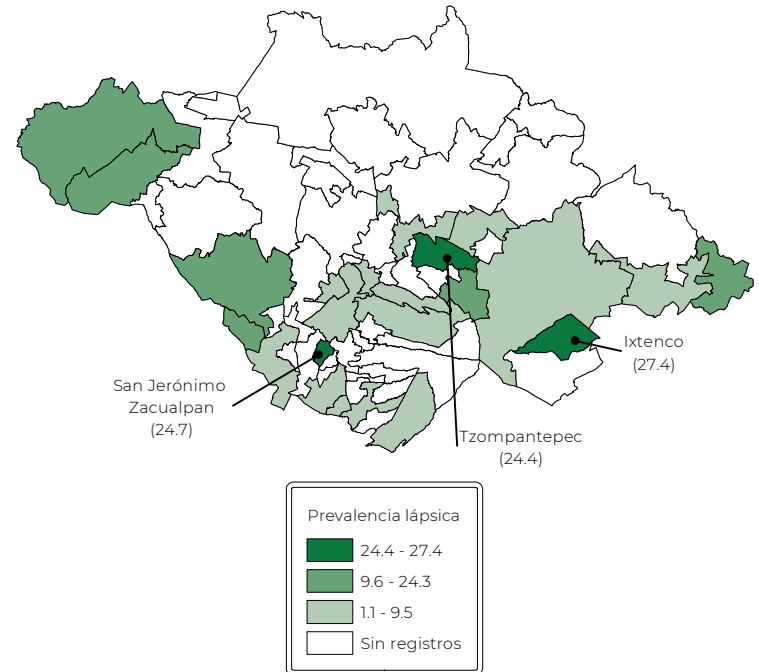 Ixtenco
(27.4)
San Jerónimo
Zacualpan
(24.7)
Tzompantepec
(24.4)
Prevalencia lápsica
24.4 - 27.4
9.6 - 24.3
1.1 - 9.5
Sin registros